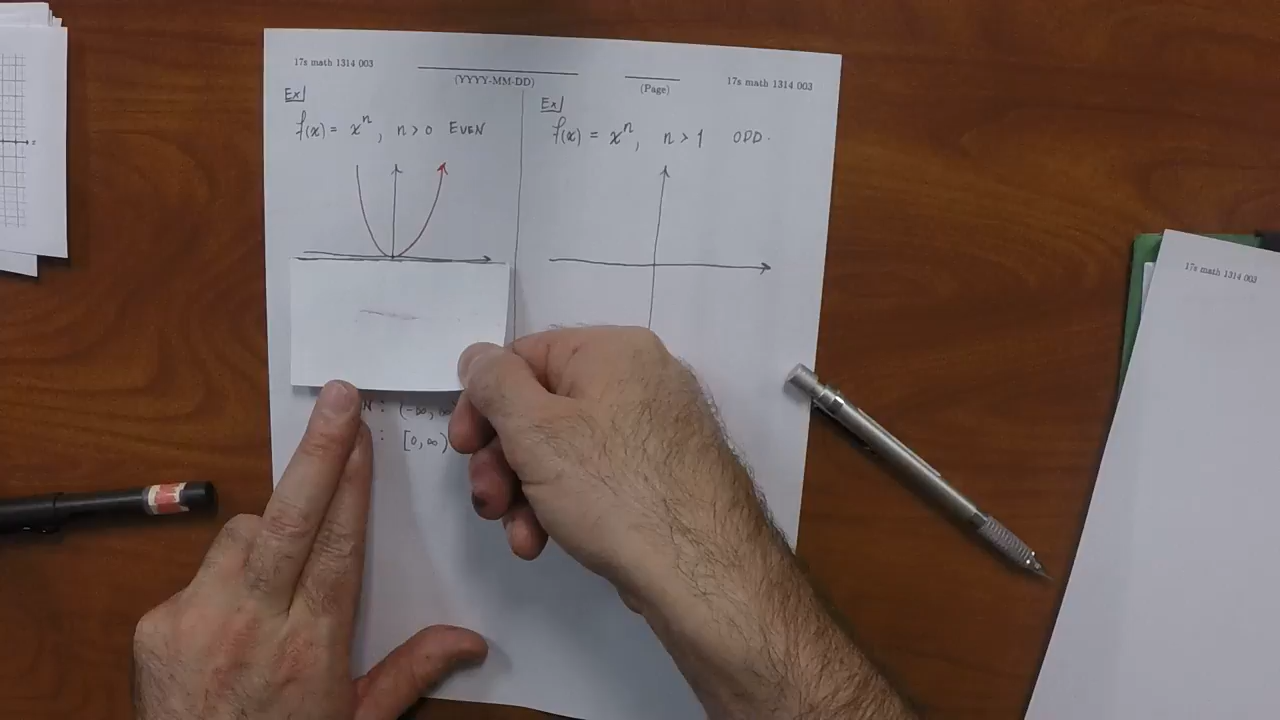 17s math 1314 003
(YYYY-MM-DD)
(Page)
17s math 1314 003
Ex
f(x) = x^n, n > 0 EVEN
N: (-∞, ∞
: [0, ∞)
Ex
f(x) = x^n, n > 1 ODD.
17s math 1314 003
x